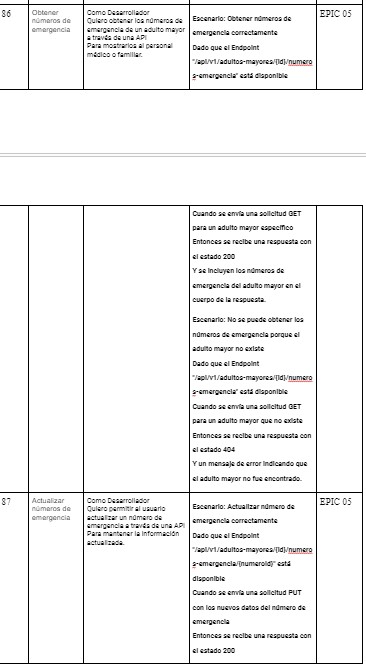 86
Obtener
números de
emergencia
Como Desarrollador
Quiero obtener los números de
emergencia de un adulto mayor
a través de una API
Para mostrarlos al personal
médico o familiar.
Escenario: Obtener números de
emergencia correctamente
Dado que el Endpoint
"/api/v1/adultos-mayores/{id}/numero
s-emergencia" está disponible
EPIC 05
Cuando se envía una solicitud GET
para un adulto mayor específico
Entonces se recibe una respuesta con
el estado 200
Y se incluyen los números de
emergencia del adulto mayor en el
cuerpo de la respuesta.
Escenario: No se puede obtener los
números de emergencia porque el
adulto mayor no existe
Dado que el Endpoint
"/api/v1/adultos-mayores/{id}/numero
s-emergencia" está disponible
Cuando se envía una solicitud GET
para un adulto mayor que no existe
Entonces se recibe una respuesta con
el estado 404
Y un mensaje de error indicando que
el adulto mayor no fue encontrado.
87
Actualizar
números de
emergencia
Como Desarrollador
Quiero permitir al usuario
actualizar un número de
emergencia a través de una API
Para mantener la información
actualizada.
Escenario: Actualizar número de
emergencia correctamente
Dado que el Endpoint
"/api/v1/adultos-mayores/{id}/numero
s-emergencia/{numeroId}" está
disponible
Cuando se envía una solicitud PUT
con los nuevos datos del número de
emergencia
Entonces se recibe una respuesta con
el estado 200
EPIC 05